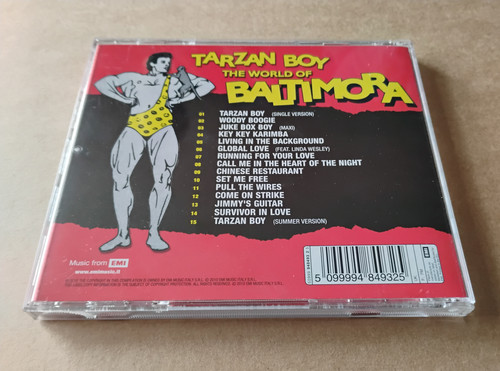 TARZAN BOY
THE WORLD OF
BALTIMORA
01 TARZAN BOY (SINGLE VERSION)
02 WOODY BOOGIE
03 JUKE BOX BOY (MAXI)
04 KEY KEY KARIMBA
05 LIVING IN THE BACKGROUND
06 GLOBAL LOVE (FEAT. LINDA WESLEY)
07 RUNNING FOR YOUR LOVE
08 CALL ME IN THE HEART OF THE NIGHT
09 CHINESE RESTAURANT
10 SET ME FREE
11 PULL THE WIRES
12 COME ON STRIKE
13 JIMMY'S GUITAR
14 SURVIVOR IN LOVE
15 TARZAN BOY (SUMMER VERSION)
Music from EMI
www.emimusic.it
5 099994 849325
EMI